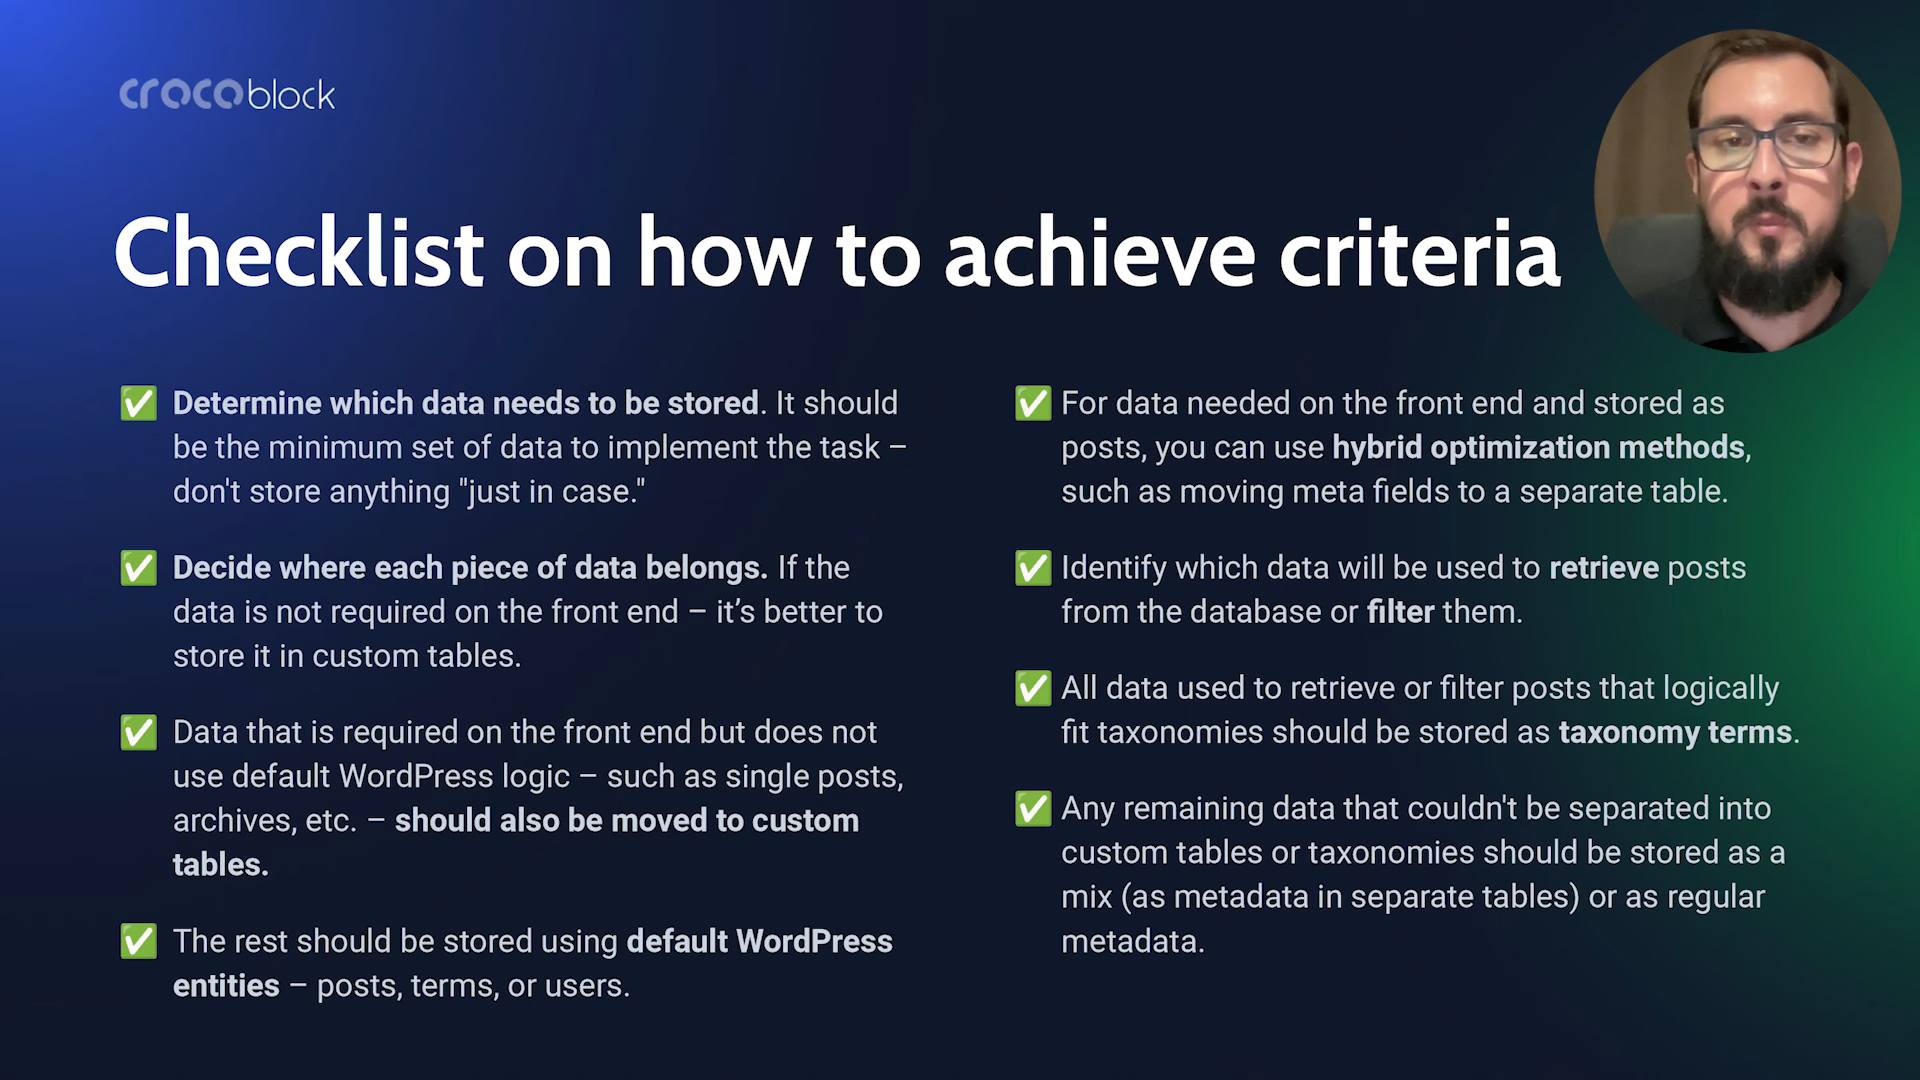 crocoblock
Checklist on how to achieve criteria
✅ Determine which data needs to be stored. It should
be the minimum set of data to implement the task –
don't store anything "just in case."
✅ Decide where each piece of data belongs. If the
data is not required on the front end – it’s better to
store it in custom tables.
✅ Data that is required on the front end but does not
use default WordPress logic – such as single posts,
archives, etc. – should also be moved to custom
tables.
✅ The rest should be stored using default WordPress
entities – posts, terms, or users.
✅ For data needed on the front end and stored as
posts, you can use hybrid optimization methods,
such as moving meta fields to a separate table.
✅ Identify which data will be used to retrieve posts
from the database or filter them.
✅ All data used to retrieve or filter posts that logically
fit taxonomies should be stored as taxonomy terms.
✅ Any remaining data that couldn't be separated into
custom tables or taxonomies should be stored as a
mix (as metadata in separate tables) or as regular
metadata.